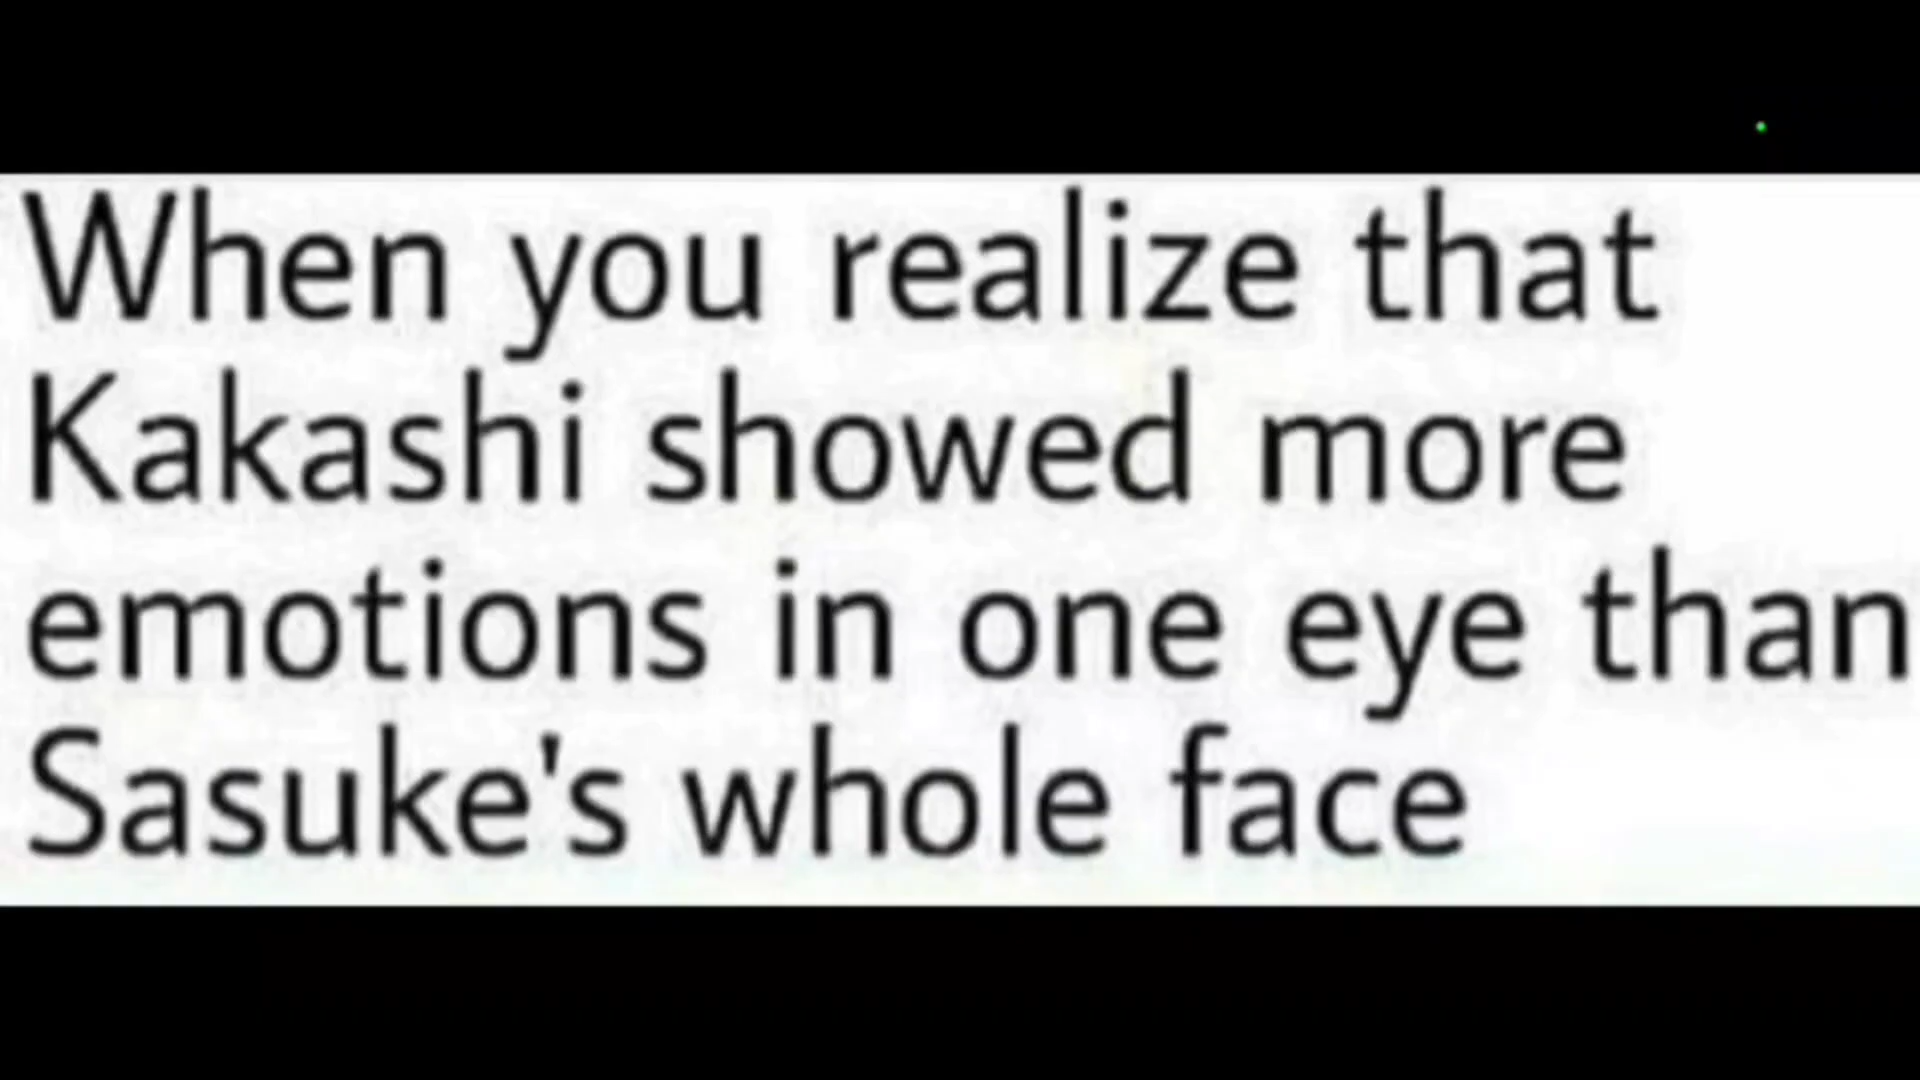 When you realize that
Kakashi showed more
emotions in one eye than
Sasuke's whole face